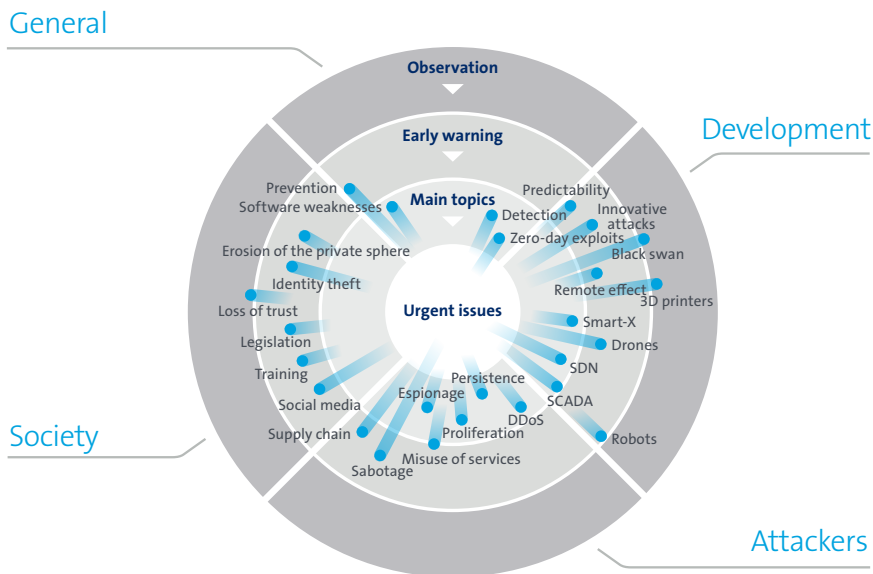 General
Observation
Development
Early warning
Prevention
Software weaknesses
Main topics
Predictability
Detection
Innovative
attacks
Zero-day exploits
Black swan
Erosion of the private sphere
Identity theft
Remote effect
3D printers
Loss of trust
Urgent issues
Smart-X
Legislation
Drones
Training
SDN
Social media
Persistence
Espionage
SCADA
DDoS
Supply chain
Proliferation
Robots
Society
Misuse of services
Sabotage
Attackers